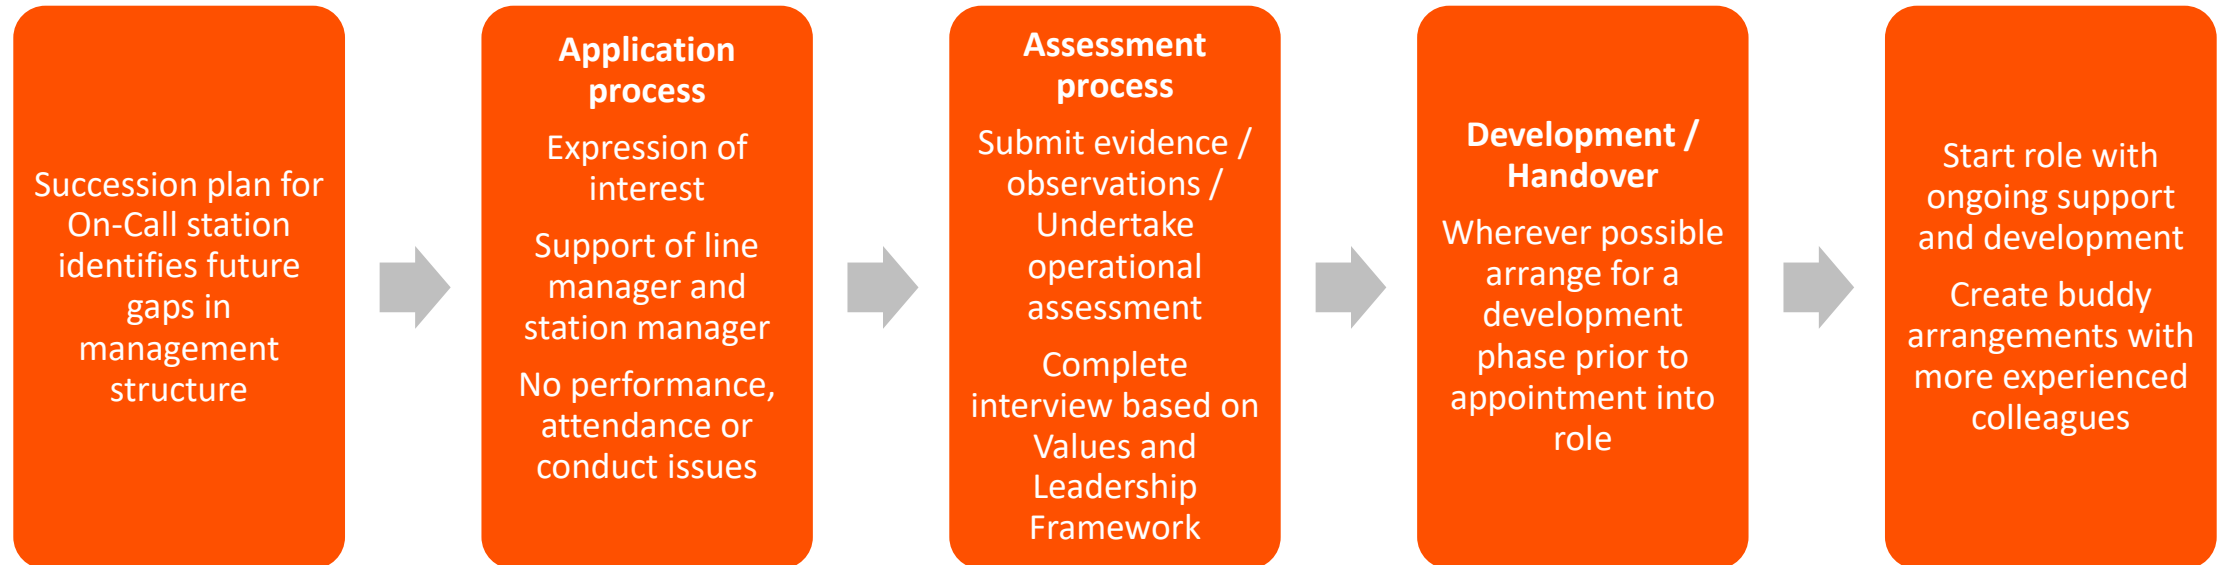 Succession plan for
On-Call station
identifies future
gaps in
management
structure
Application
process
Expression of
interest
Support of line
manager and
station manager
No performance,
attendance or
conduct issues
Assessment
process
Submit evidence /
observations /
Undertake
operational
assessment
Complete
interview based on
Values and
Leadership
Framework
Development /
Handover
Wherever possible
arrange for a
development
phase prior to
appointment into
role
Start role with
ongoing support
and development
Create buddy
arrangements with
more experienced
colleagues